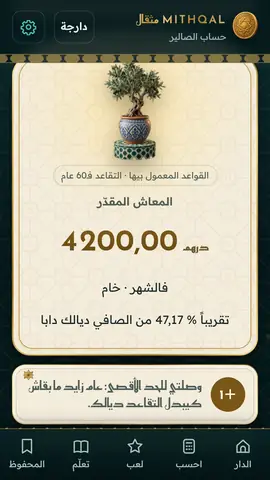 MITHQAL مثقال
حساب الصالير
دارجة
القواعد المعمول بيها · التقاعد فـ60 عام
المعاش المقدّر
4200,00 درهم
فالشهر · خام
تقريباً % 47,17 من الصافي ديالك دابا
وصلتي للحد الأقصى: عام زايد ما بقاش
كيبدل التقاعد ديالك.
+1
الدار
احسب
لعب
تعلّم
المحفوظ